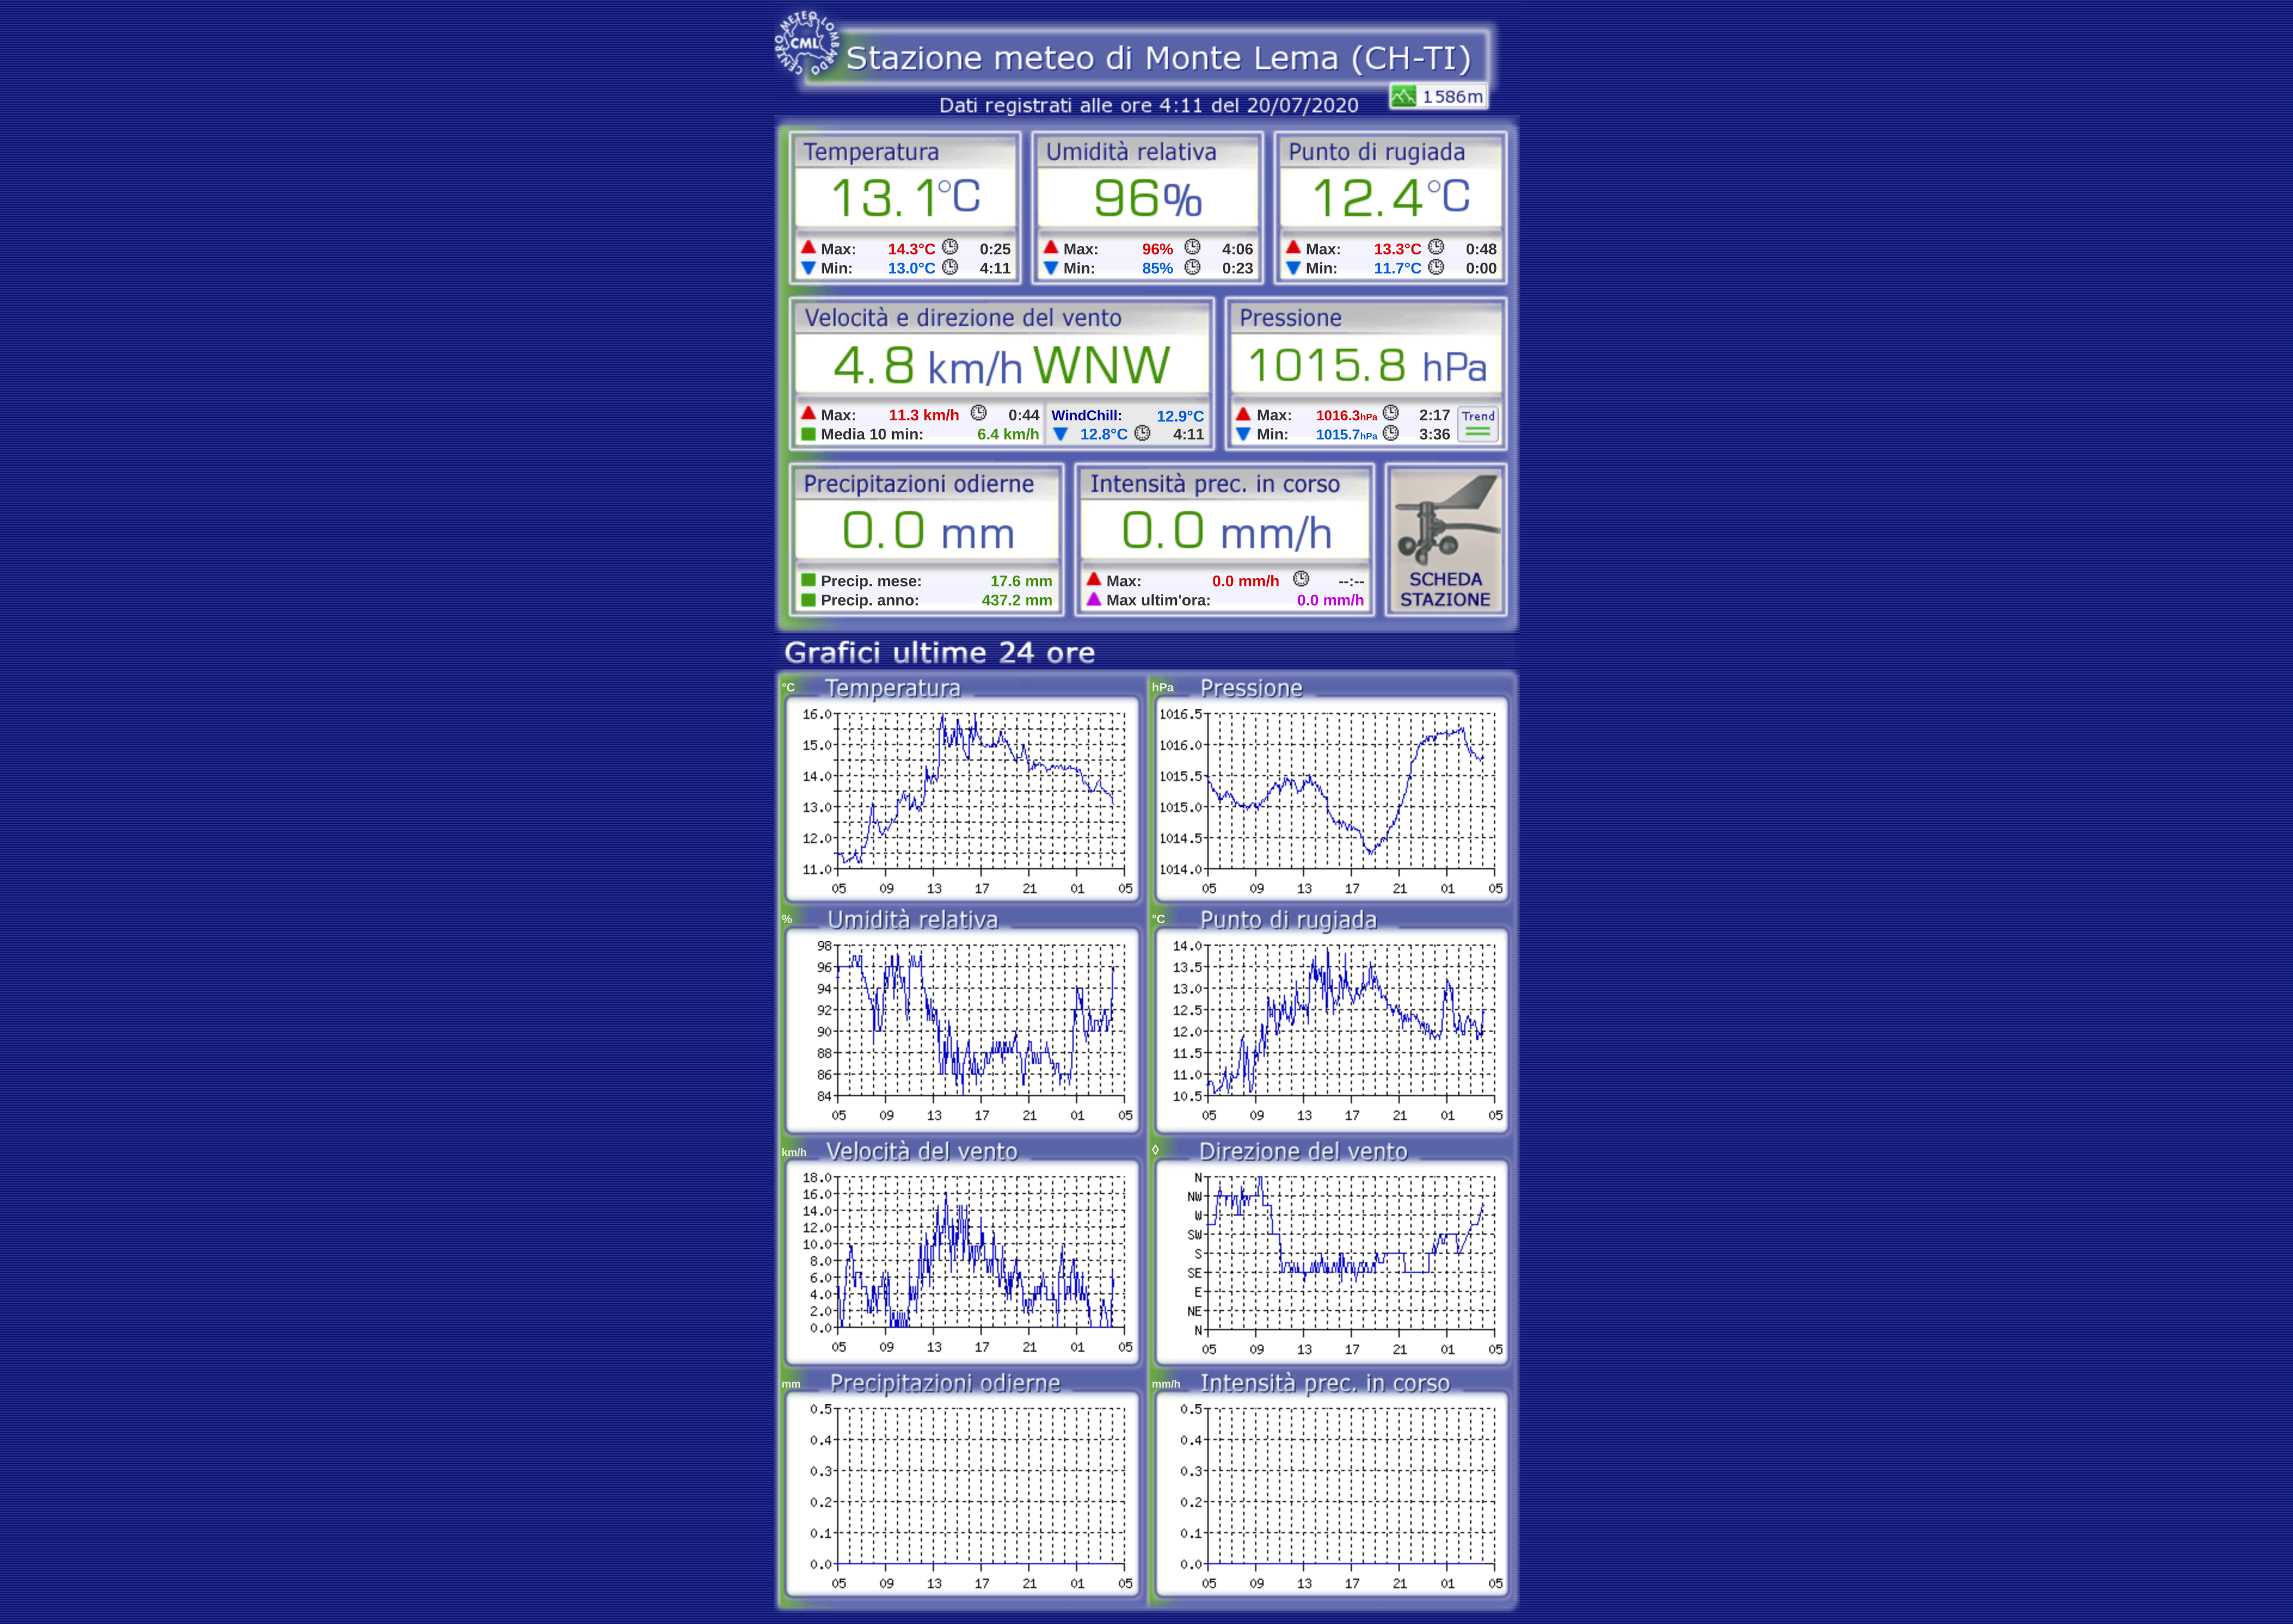 CENTRO METEO LOMBARDO
CML
Stazione meteo di Monte Lema (CH-TI)
Dati registrati alle ore 4:11 del 20/07/2020
1586m
Temperatura
13.1°C
Max: 14.3°C 0:25
Min: 13.0°C 4:11
Umidità relativa
96%
Max: 96% 4:06
Min: 85% 0:23
Punto di rugiada
12.4°C
Max: 13.3°C 0:48
Min: 11.7°C 0:00
Velocità e direzione del vento
4.8 km/h WNW
Max: 11.3 km/h 0:44
Media 10 min: 6.4 km/h
WindChill: 12.9°C
12.8°C 4:11
Pressione
1015.8 hPa
Max: 1016.3hPa 2:17
Min: 1015.7hPa 3:36
Trend
Precipitazioni odierne
0.0 mm
Precip. mese: 17.6 mm
Precip. anno: 437.2 mm
Intensità prec. in corso
0.0 mm/h
Max: 0.0 mm/h --:--
Max ultim'ora: 0.0 mm/h
SCHEDA
STAZIONE
Grafici ultime 24 ore
°C Temperatura
16.0
15.0
14.0
13.0
12.0
11.0
05 09 13 17 21 01 05
hPa Pressione
1016.5
1016.0
1015.5
1015.0
1014.5
1014.0
05 09 13 17 21 01 05
% Umidità relativa
98
96
94
92
90
88
86
84
05 09 13 17 21 01 05
°C Punto di rugiada
14.0
13.5
13.0
12.5
12.0
11.5
11.0
10.5
05 09 13 17 21 01 05
km/h Velocità del vento
18.0
16.0
14.0
12.0
10.0
8.0
6.0
4.0
2.0
0.0
05 09 13 17 21 01 05
◊ Direzione del vento
N
NW
W
SW
S
SE
E
NE
N
05 09 13 17 21 01 05
mm Precipitazioni odierne
0.5
0.4
0.3
0.2
0.1
0.0
05 09 13 17 21 01 05
mm/h Intensità prec. in corso
0.5
0.4
0.3
0.2
0.1
0.0
05 09 13 17 21 01 05